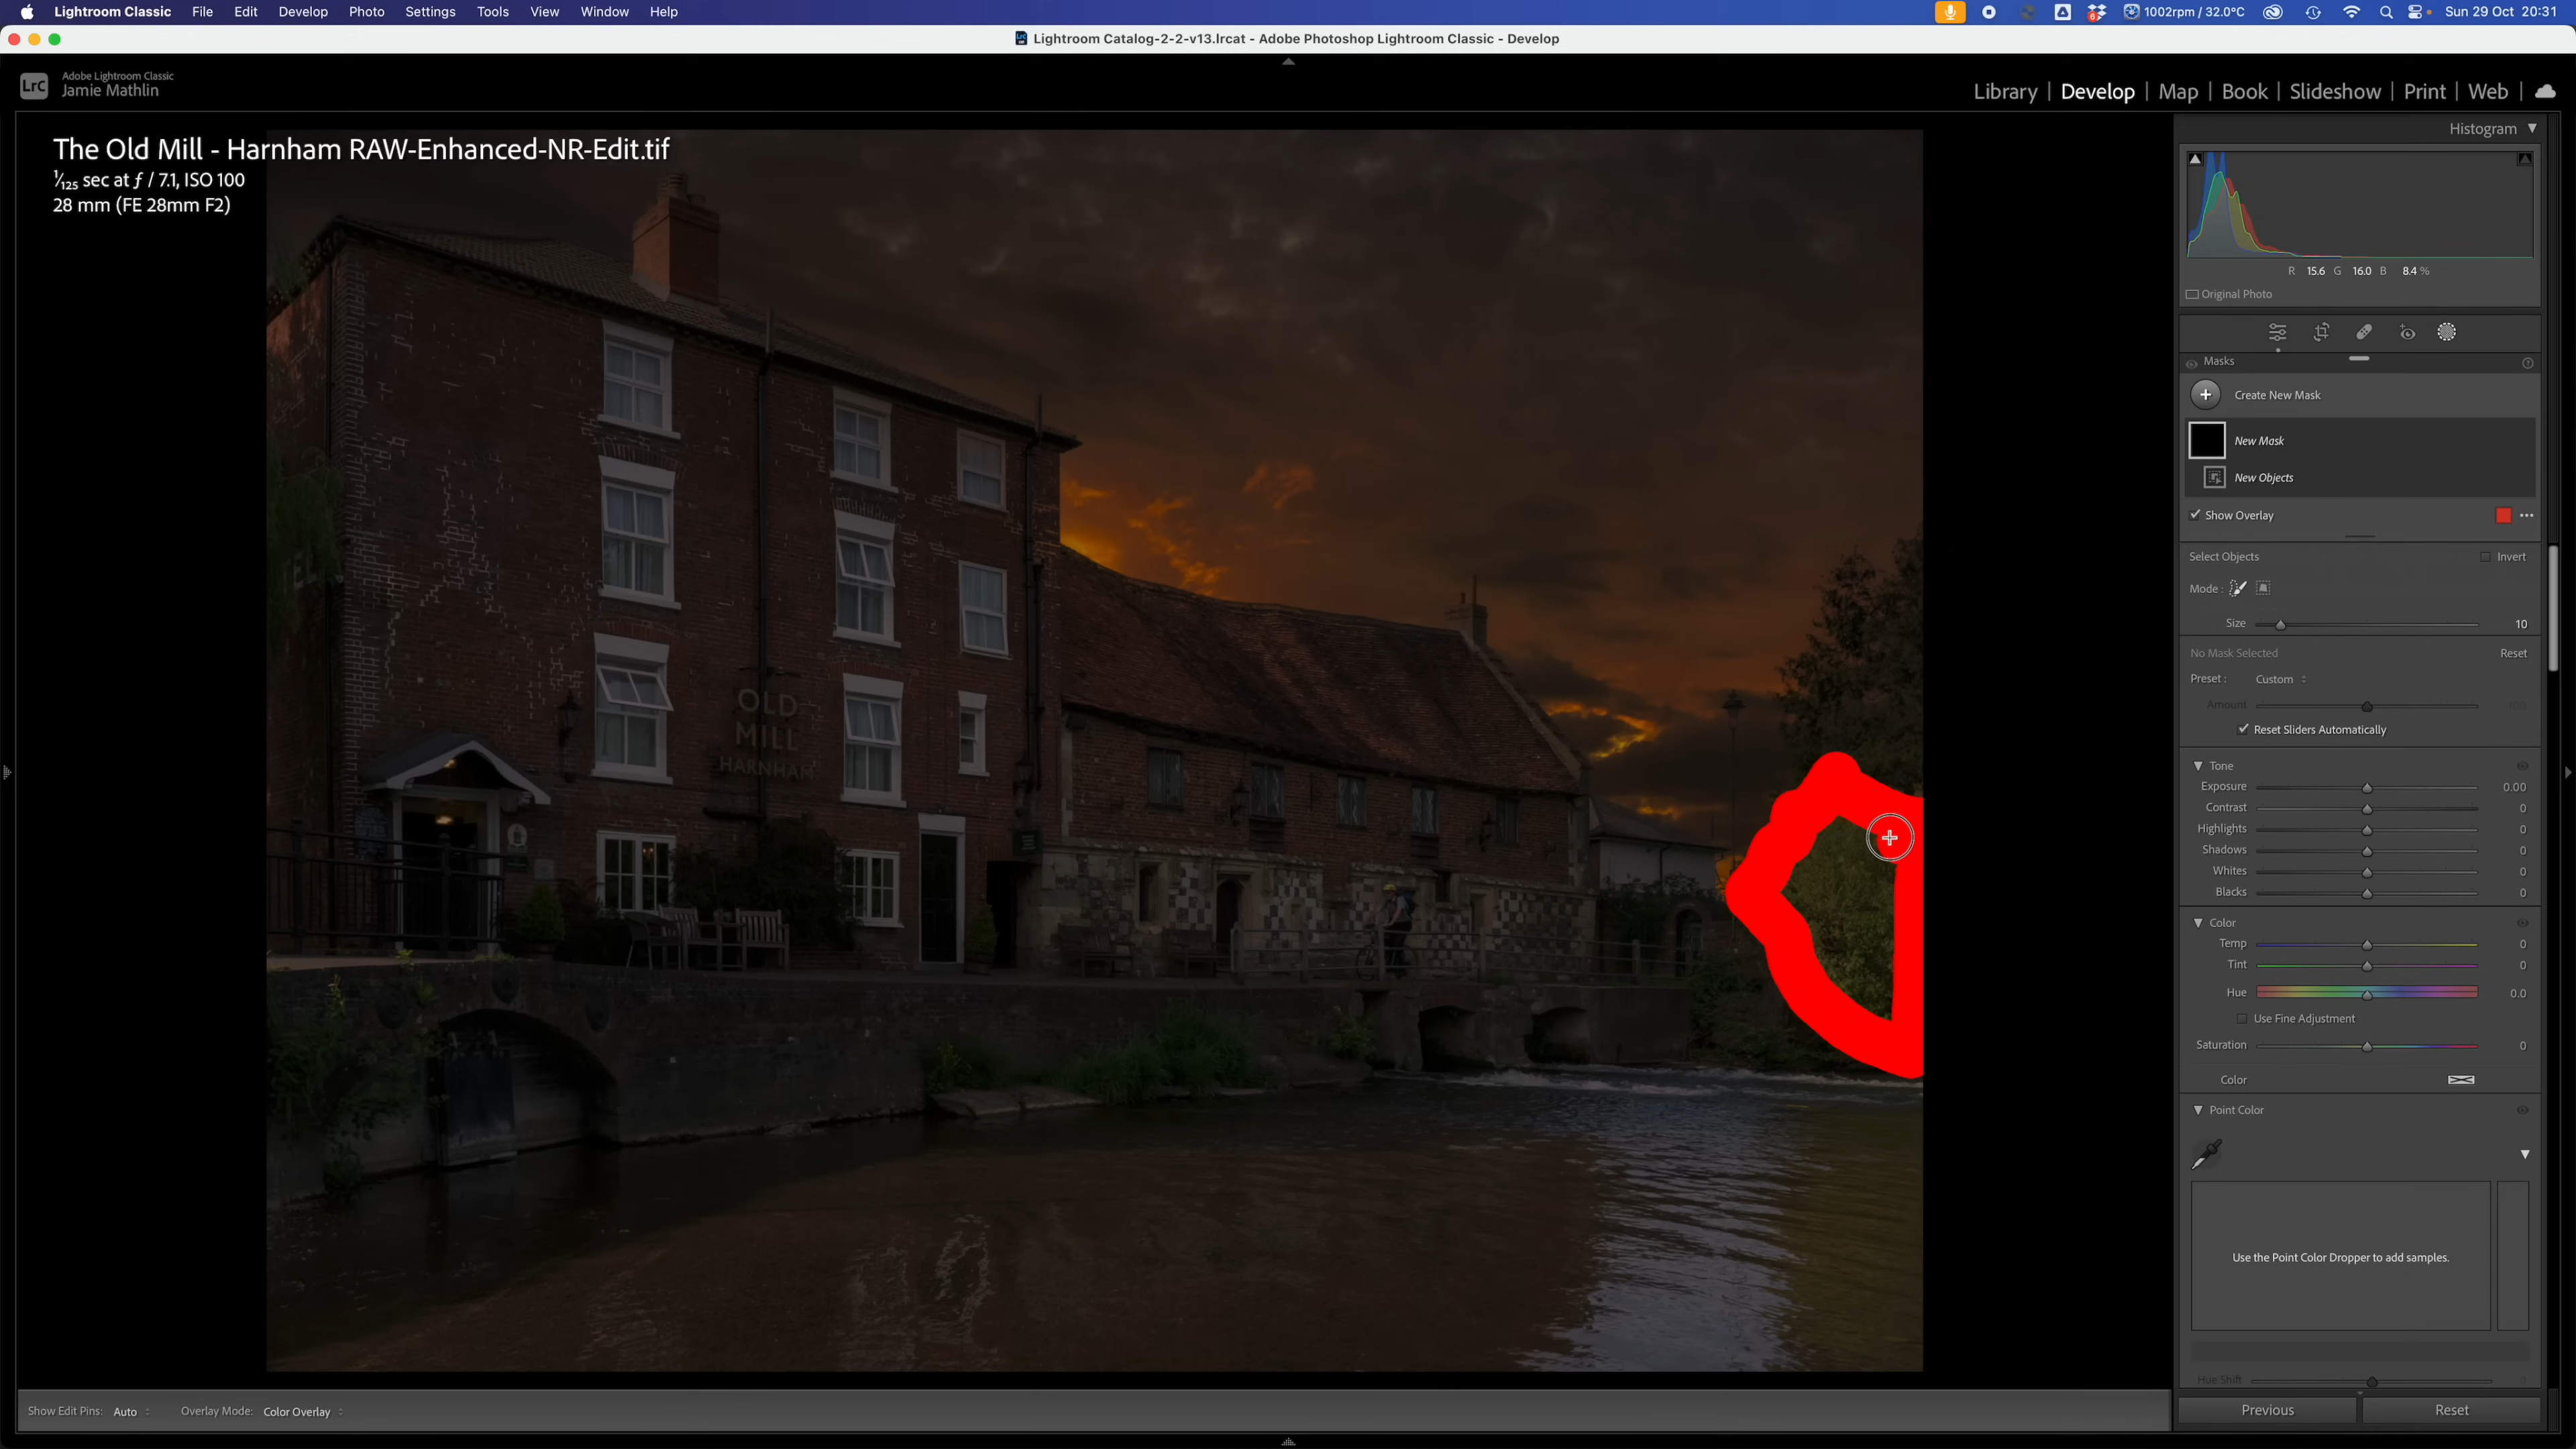 Lightroom Classic File Edit Develop Photo Settings Tools View Window Help 6 1002rpm / 32.0°C Sun 29 Oct 20:31
Lightroom Catalog-2-2-v13.lrcat - Adobe Photoshop Lightroom Classic - Develop
LrC
Adobe Lightroom Classic
Jamie Mathlin
Library | Develop | Map | Book | Slideshow | Print | Web |
The Old Mill - Harnham RAW-Enhanced-NR-Edit.tif
1/125 sec at ƒ / 7.1, ISO 100
28 mm (FE 28mm F2)
OLD
MILL
HARNHAM
Histogram
R 15.6 G 16.0 B 8.4 %
Original Photo
Masks
Create New Mask
New Mask
New Objects
Show Overlay
Select Objects Invert
Mode :
Size 10
No Mask Selected Reset
Preset : Custom
Amount 100
Reset Sliders Automatically
Tone
Exposure 0.00
Contrast 0
Highlights 0
Shadows 0
Whites 0
Blacks 0
Color
Temp 0
Tint 0
Hue 0.0
Use Fine Adjustment
Saturation 0
Color
Point Color
Use the Point Color Dropper to add samples.
Hue Shift 0
Show Edit Pins: Auto Overlay Mode: Color Overlay
Previous Reset